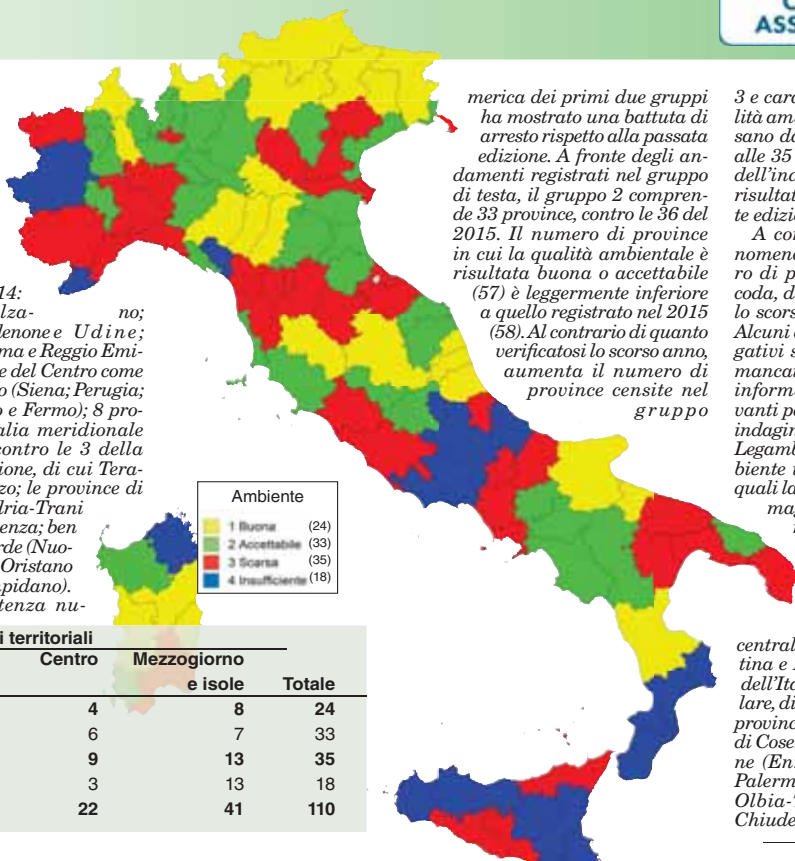 ASS
merica dei primi due gruppi
ha mostrato una battuta di
arresto rispetto alla passata
edizione. A fronte degli an-
damenti registrati nel gruppo
di testa, il gruppo 2 compren-
de 33 province, contro le 36 del
2015. Il numero di province
in cui la qualità ambientale è
risultata buona o accettabile
(57) è leggermente inferiore
a quello registrato nel 2015
(58). Al contrario di quanto
verificatosi lo scorso anno,
aumenta il numero di
province censite nel
gruppo
3 e cara
lità am
sano da
alle 35
dell'ind
risultat
te edizi
A con
nomeno
ro di p
coda, d
lo scors
Alcuni
gativi s
mancat
inform
vanti p
indagin
Legamb
biente i
quali la
mag
14:
lza- no;
denone e Udine;
ma e Reggio Emi-
e del Centro come
o (Siena; Perugia;
o e Fermo); 8 pro-
alia meridionale
contro le 3 della
ione, di cui Tera-
zo; le province di
dria-Trani
enza; ben
rde (Nuo-
Oristano
pidano).
tenza nu-
Ambiente
1 Buona (24)
2 Accettabile (33)
3 Scarsa (35)
4 Insufficiente (18)
i territoriali
Centro Mezzogiorno
e isole Totale
4 8 24
6 7 33
9 13 35
3 13 18
22 41 110
central
tina e
dell'Ita
lare, di
provinc
di Cose
ne (En
Palerm
Olbia-
Chiude